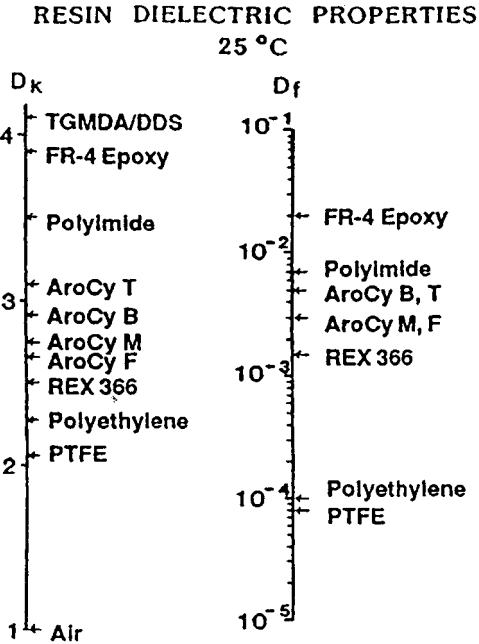 RESIN DIELECTRIC PROPERTIES
25 °C
Dk
4
TGMDA/DDS
FR-4 Epoxy
Polyimide
3
AroCy T
AroCy B
AroCy M
AroCy F
REX 366
Polyethylene
2
PTFE
1
Air
Df
10⁻¹
FR-4 Epoxy
10⁻²
Polyimide
AroCy B, T
AroCy M, F
REX 366
10⁻³
10⁻⁴
Polyethylene
PTFE
10⁻⁵